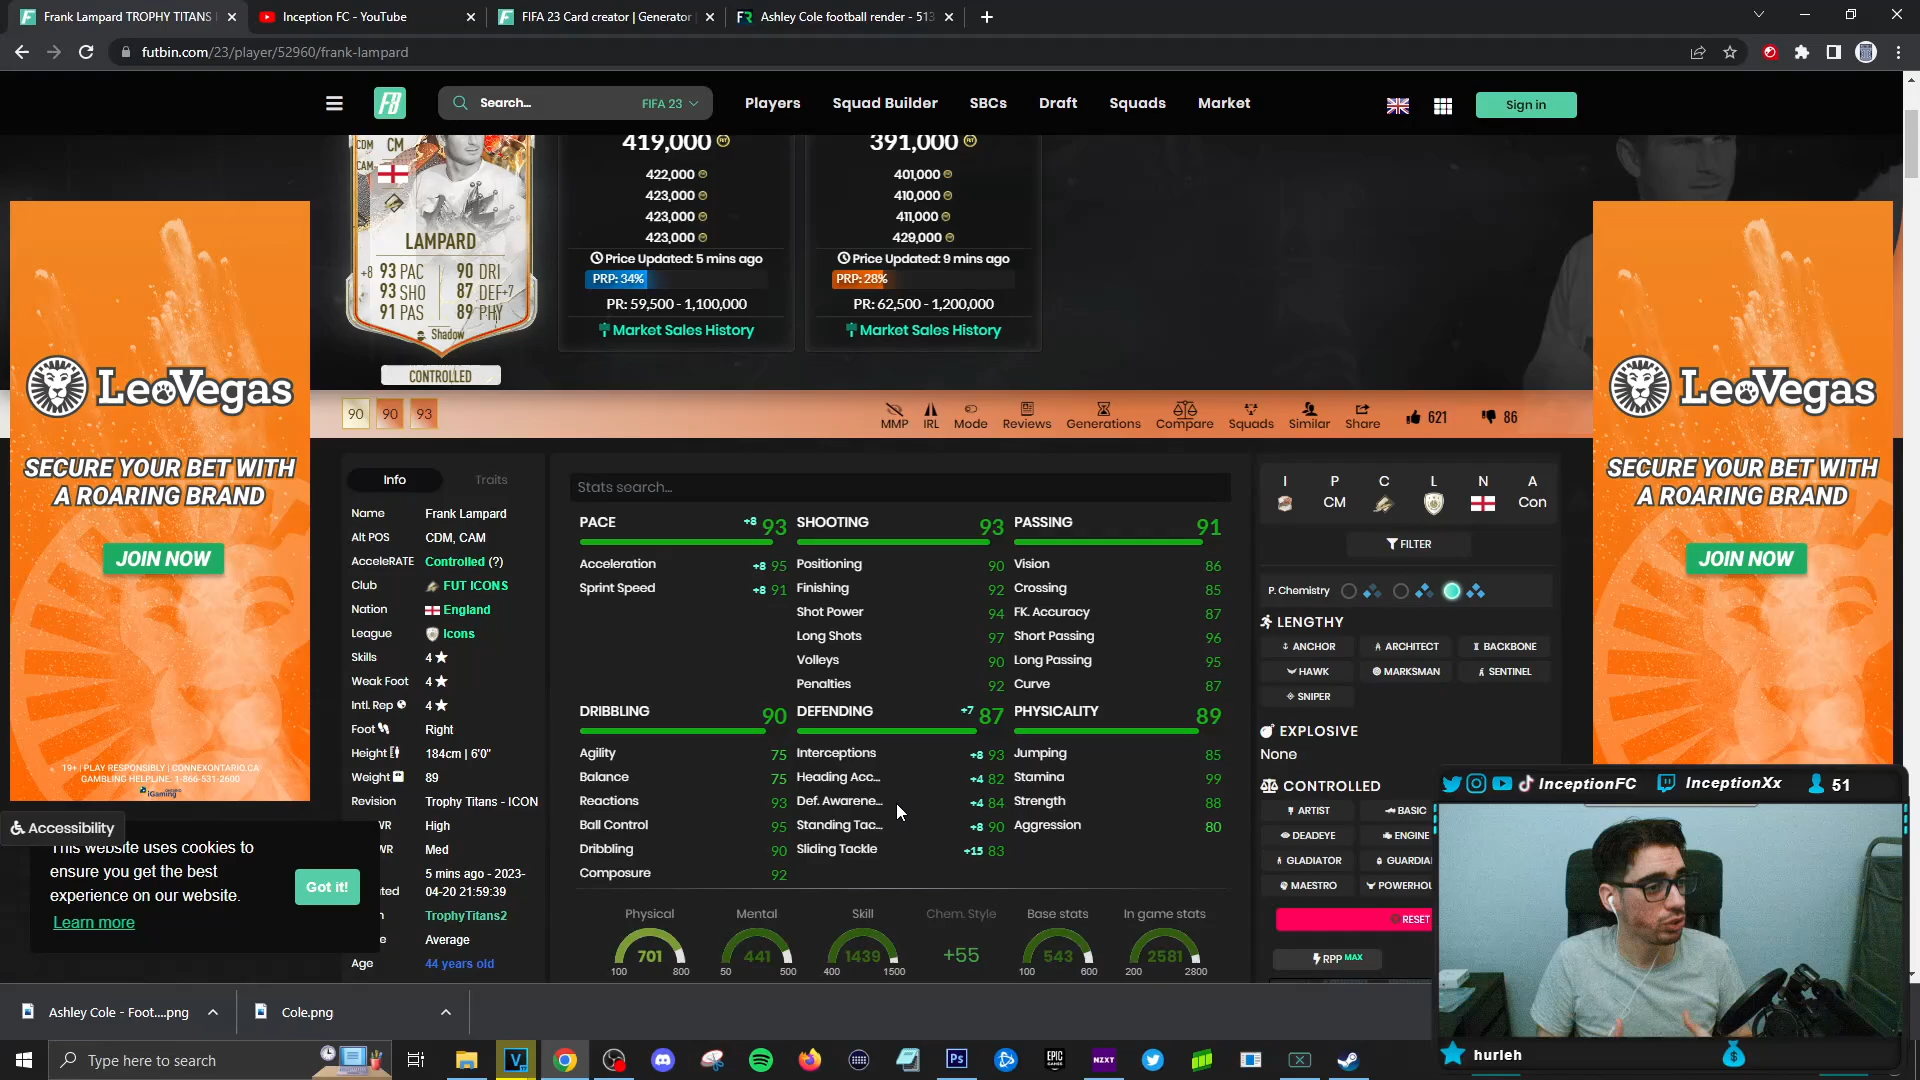 Frank Lampard TROPHY TITANS
Inception FC - YouTube
FIFA 23 Card creator | Generator
Ashley Cole football render - 513
futbin.com/23/player/52960/frank-lampard
Search...
FIFA 23
Players
Squad Builder
SBCs
Draft
Squads
Market
Sign in
CDM CM
CAM
LAMPARD
+8 93 PAC 90 DRI
93 SHO 87 DEF+7
91 PAS 89 PHY
Shadow
CONTROLLED
419,000
422,000
423,000
423,000
423,000
Price Updated: 5 mins ago
PRP: 34%
PR: 59,500 - 1,100,000
Market Sales History
391,000
401,000
410,000
411,000
429,000
Price Updated: 9 mins ago
PRP: 28%
PR: 62,500 - 1,200,000
Market Sales History
90 90 93
MMP
IRL
Mode
Reviews
Generations
Compare
Squads
Similar
Share
621
86
LeoVegas
SECURE YOUR BET WITH
A ROARING BRAND
JOIN NOW
19+ | PLAY RESPONSIBLY | CONNEXONTARIO.CA
GAMBLING HELPLINE: 1-866-531-2600
iGaming
LeoVegas
SECURE YOUR BET WITH
A ROARING BRAND
JOIN NOW
Info
Traits
Name Frank Lampard
Alt POS CDM, CAM
AcceleRATE Controlled (?)
Club FUT ICONS
Nation England
League Icons
Skills 4
Weak Foot 4
Intl. Rep 4
Foot Right
Height 184cm | 6'0"
Weight 89
Revision Trophy Titans - ICON
WR High
WR Med
5 mins ago - 2023-
04-20 21:59:39
TrophyTitans2
Average
Age 44 years old
Stats search...
PACE +8 93
Acceleration +8 95
Sprint Speed +8 91
SHOOTING 93
Positioning 90
Finishing 92
Shot Power 94
Long Shots 97
Volleys 90
Penalties 92
PASSING 91
Vision 86
Crossing 85
FK. Accuracy 87
Short Passing 96
Long Passing 95
Curve 87
DRIBBLING 90
Agility 75
Balance 75
Reactions 93
Ball Control 95
Dribbling 90
Composure 92
DEFENDING +7 87
Interceptions +8 93
Heading Acc... +4 82
Def. Awarene... +4 84
Standing Tac... +8 90
Sliding Tackle +15 83
PHYSICALITY 89
Jumping 85
Stamina 99
Strength 88
Aggression 80
Physical
701
100 800
Mental
441
50 500
Skill
1439
400 1500
Chem. Style
+55
Base stats
543
100 600
In game stats
2581
200 2800
I P C L N A
CM Con
FILTER
P. Chemistry
LENGTHY
ANCHOR ARCHITECT BACKBONE
HAWK MARKSMAN SENTINEL
SNIPER
EXPLOSIVE
None
CONTROLLED
ARTIST BASIC
DEADEYE ENGINE
GLADIATOR GUARDIA
MAESTRO POWERHOU
RESET
RPP MAX
Accessibility
This website uses cookies to
ensure you get the best
experience on our website.
Learn more
Got it!
InceptionFC
InceptionXx
51
hurleh
Ashley Cole - Foot....png
Cole.png
Type here to search
V
Ps
EPIC
GAMES
NZXT